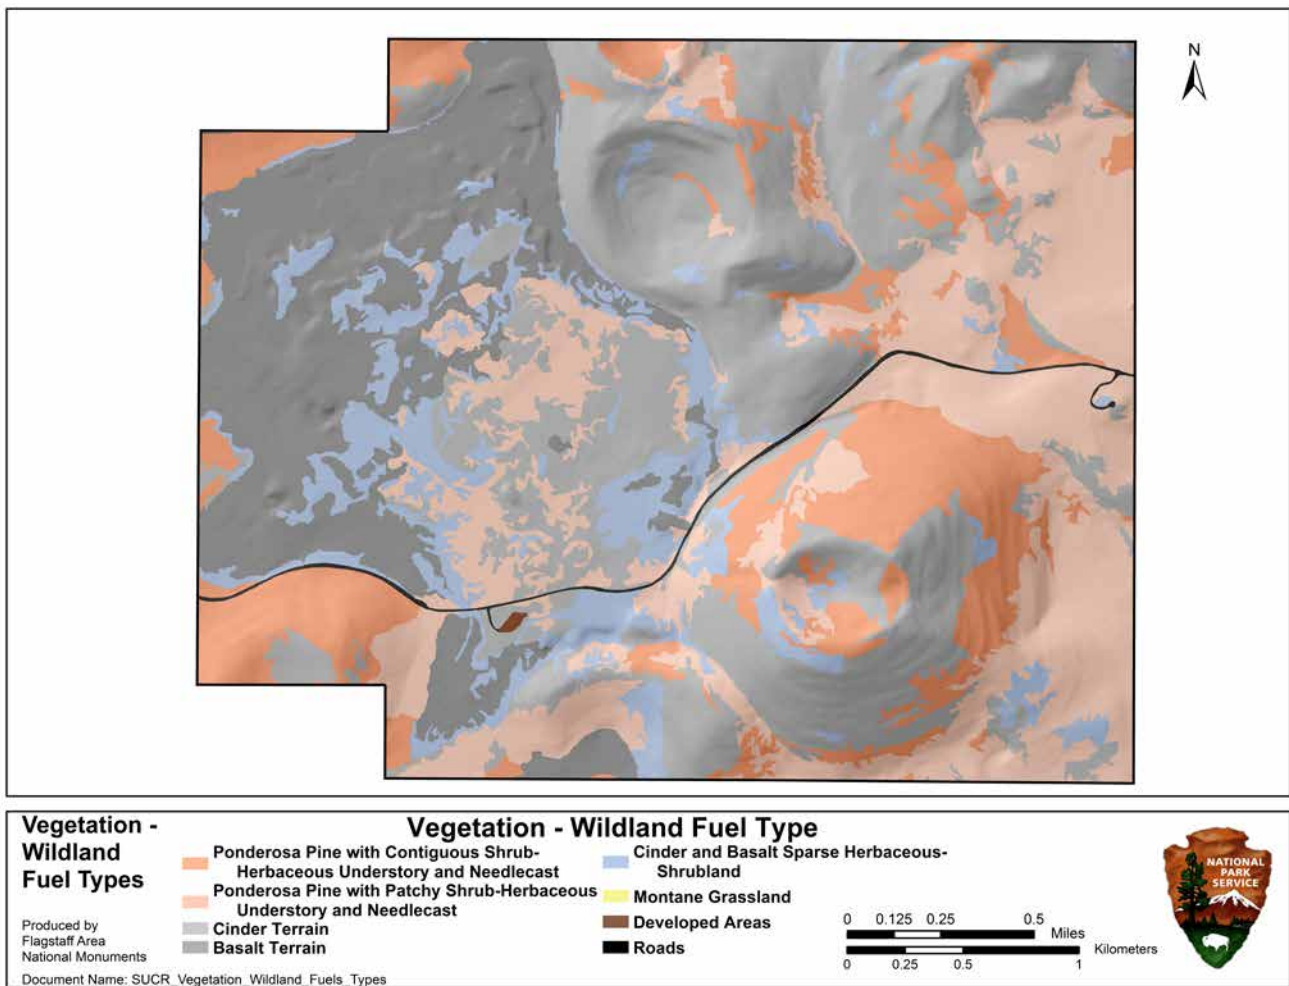 N
Vegetation -
Wildland
Fuel Types
Produced by
Flagstaff Area
National Monuments
Document Name: SUCR_Vegetation_Wildland_Fuels_Types
Vegetation - Wildland Fuel Type
Ponderosa Pine with Contiguous Shrub-
Herbaceous Understory and Needlecast
Ponderosa Pine with Patchy Shrub-Herbaceous
Understory and Needlecast
Cinder Terrain
Basalt Terrain
Cinder and Basalt Sparse Herbaceous-
Shrubland
Montane Grassland
Developed Areas
Roads
0 0.125 0.25 0.5
Miles
Kilometers
0 0.25 0.5 1
NATIONAL
PARK
SERVICE